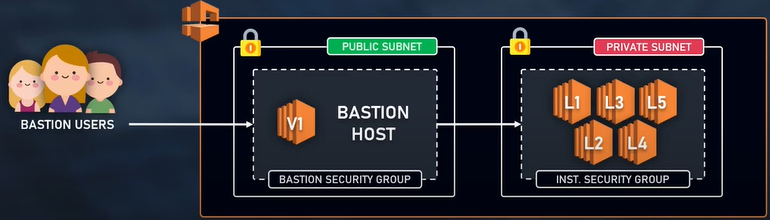 BASTION USERS
PUBLIC SUBNET
V1
BASTION
HOST
BASTION SECURITY GROUP
PRIVATE SUBNET
L1 L3 L5
L2 L4
INST. SECURITY GROUP